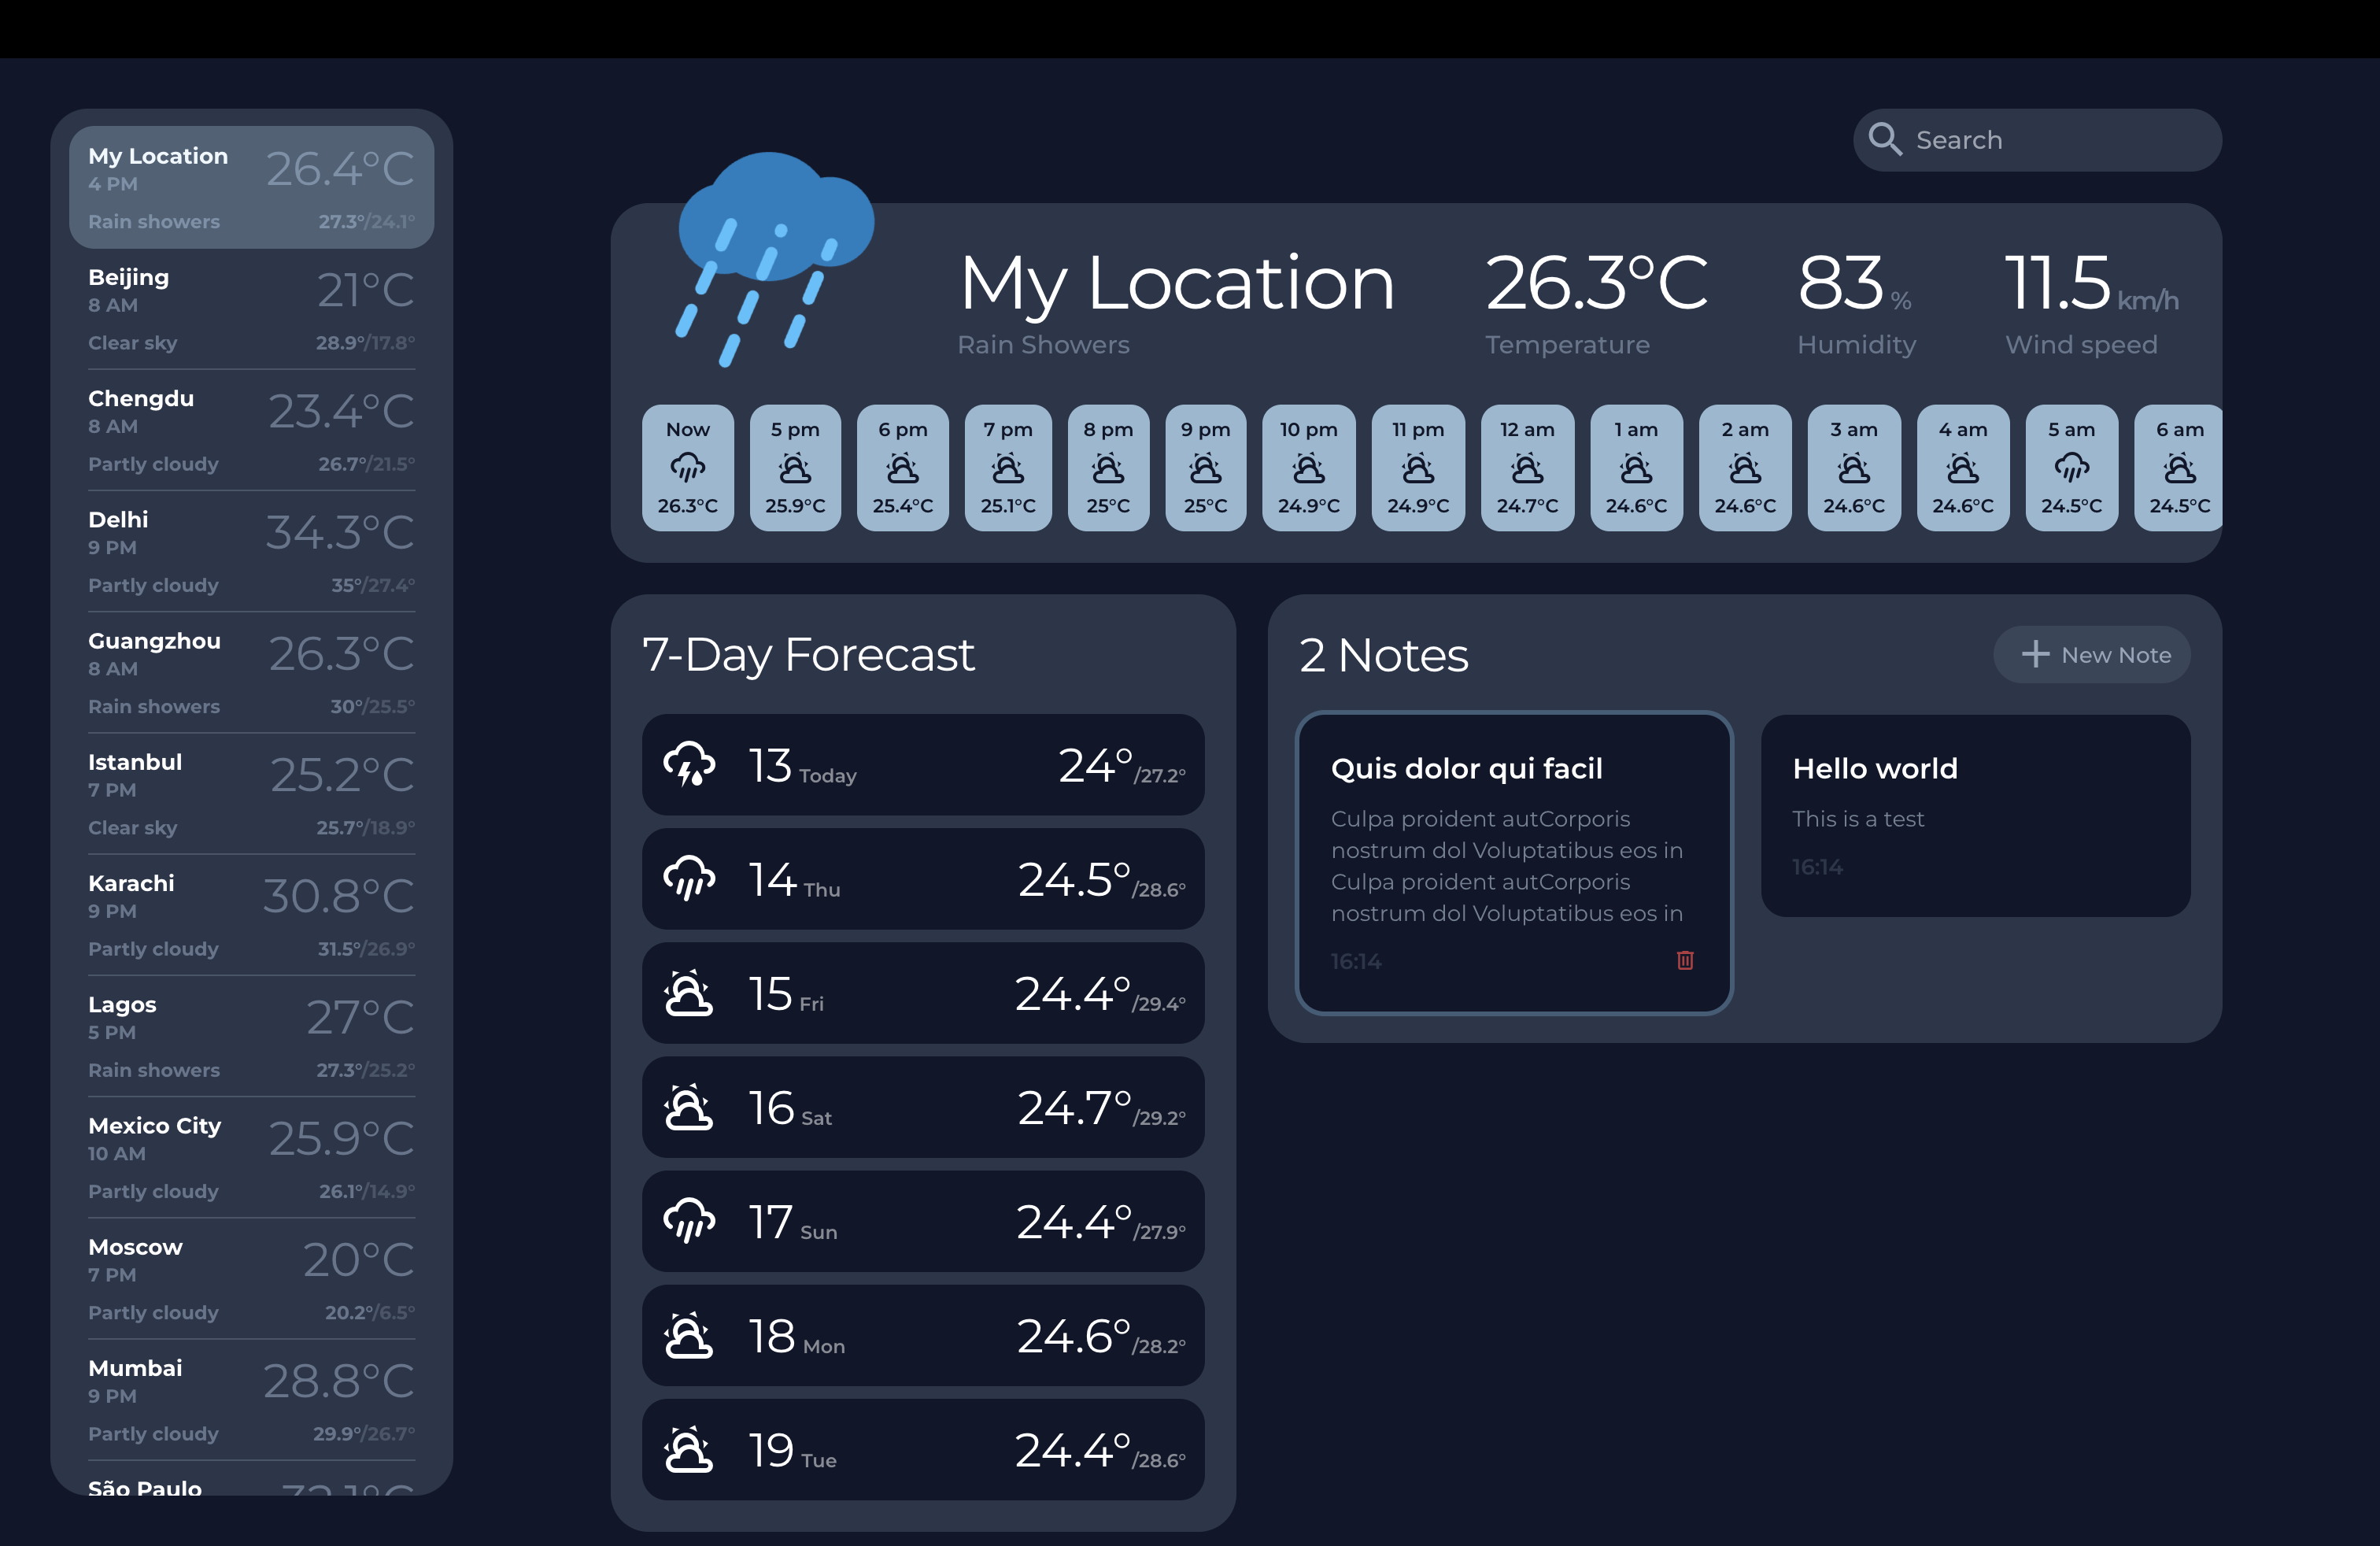 My Location 26.4°C
4 PM
Rain showers 27.3°/24.1°
Beijing 21°C
8 AM
Clear sky 28.9°/17.8°
Chengdu 23.4°C
8 AM
Partly cloudy 26.7°/21.5°
Delhi 34.3°C
9 PM
Partly cloudy 35°/27.4°
Guangzhou 26.3°C
8 AM
Rain showers 30°/25.5°
Istanbul 25.2°C
7 PM
Clear sky 25.7°/18.9°
Karachi 30.8°C
9 PM
Partly cloudy 31.5°/26.9°
Lagos 27°C
5 PM
Rain showers 27.3°/25.2°
Mexico City 25.9°C
10 AM
Partly cloudy 26.1°/14.9°
Moscow 20°C
7 PM
Partly cloudy 20.2°/6.5°
Mumbai 28.8°C
9 PM
Partly cloudy 29.9°/26.7°
São Paulo
Search
My Location 26.3°C 83 % 11.5 km/h
Rain Showers Temperature Humidity Wind speed
Now 5 pm 6 pm 7 pm 8 pm 9 pm 10 pm 11 pm 12 am 1 am 2 am 3 am 4 am 5 am 6 am
26.3°C 25.9°C 25.4°C 25.1°C 25°C 25°C 24.9°C 24.9°C 24.7°C 24.6°C 24.6°C 24.6°C 24.6°C 24.5°C 24.5°C
7-Day Forecast
13 Today 24°/27.2°
14 Thu 24.5°/28.6°
15 Fri 24.4°/29.4°
16 Sat 24.7°/29.2°
17 Sun 24.4°/27.9°
18 Mon 24.6°/28.2°
19 Tue 24.4°/28.6°
2 Notes
New Note
Quis dolor qui facil
Culpa proident autCorporis
nostrum dol Voluptatibus eos in
Culpa proident autCorporis
nostrum dol Voluptatibus eos in
16:14
Hello world
This is a test
16:14